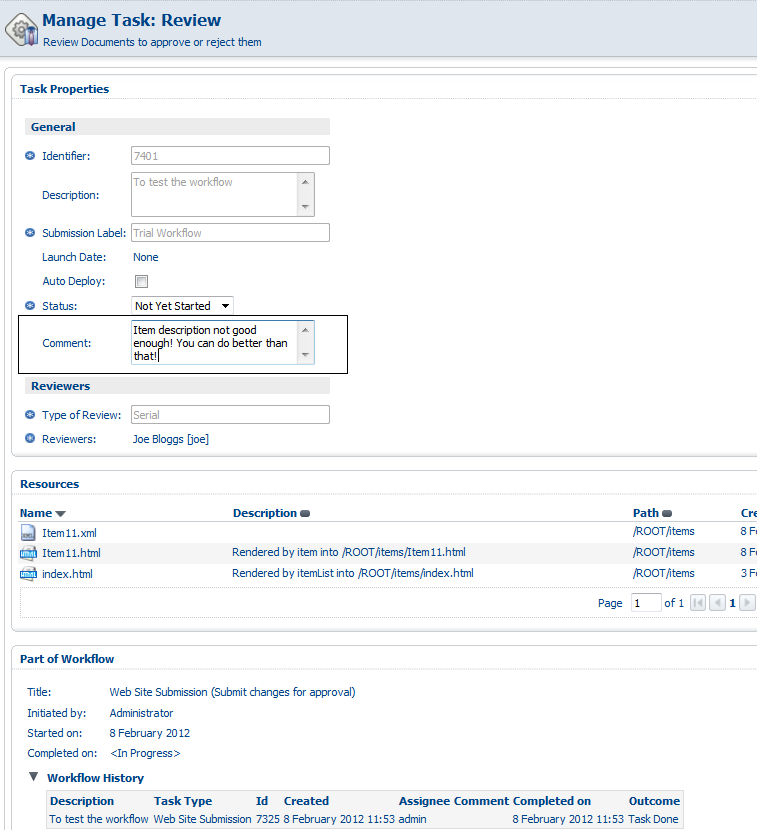 Manage Task: Review
Review Documents to approve or reject them
Task Properties
General
Identifier: 7401
Description: To test the workflow
Submission Label: Trial Workflow
Launch Date: None
Auto Deploy:
Status: Not Yet Started
Comment: Item description not good
enough! You can do better than
that!
Reviewers
Type of Review: Serial
Reviewers: Joe Bloggs [joe]
Resources
Name Description Path Cre
Item11.xml /ROOT/items 8 F
Item11.html Rendered by item into /ROOT/items/Item11.html /ROOT/items 8 F
index.html Rendered by itemList into /ROOT/items/index.html /ROOT/items 3 F
Page 1 of 1 1
Part of Workflow
Title: Web Site Submission (Submit changes for approval)
Initiated by: Administrator
Started on: 8 February 2012
Completed on: <In Progress>
Workflow History
Description Task Type Id Created Assignee Comment Completed on Outcome
To test the workflow Web Site Submission 7325 8 February 2012 11:53 admin 8 February 2012 11:53 Task Done